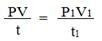 PV = P1V1
t t1